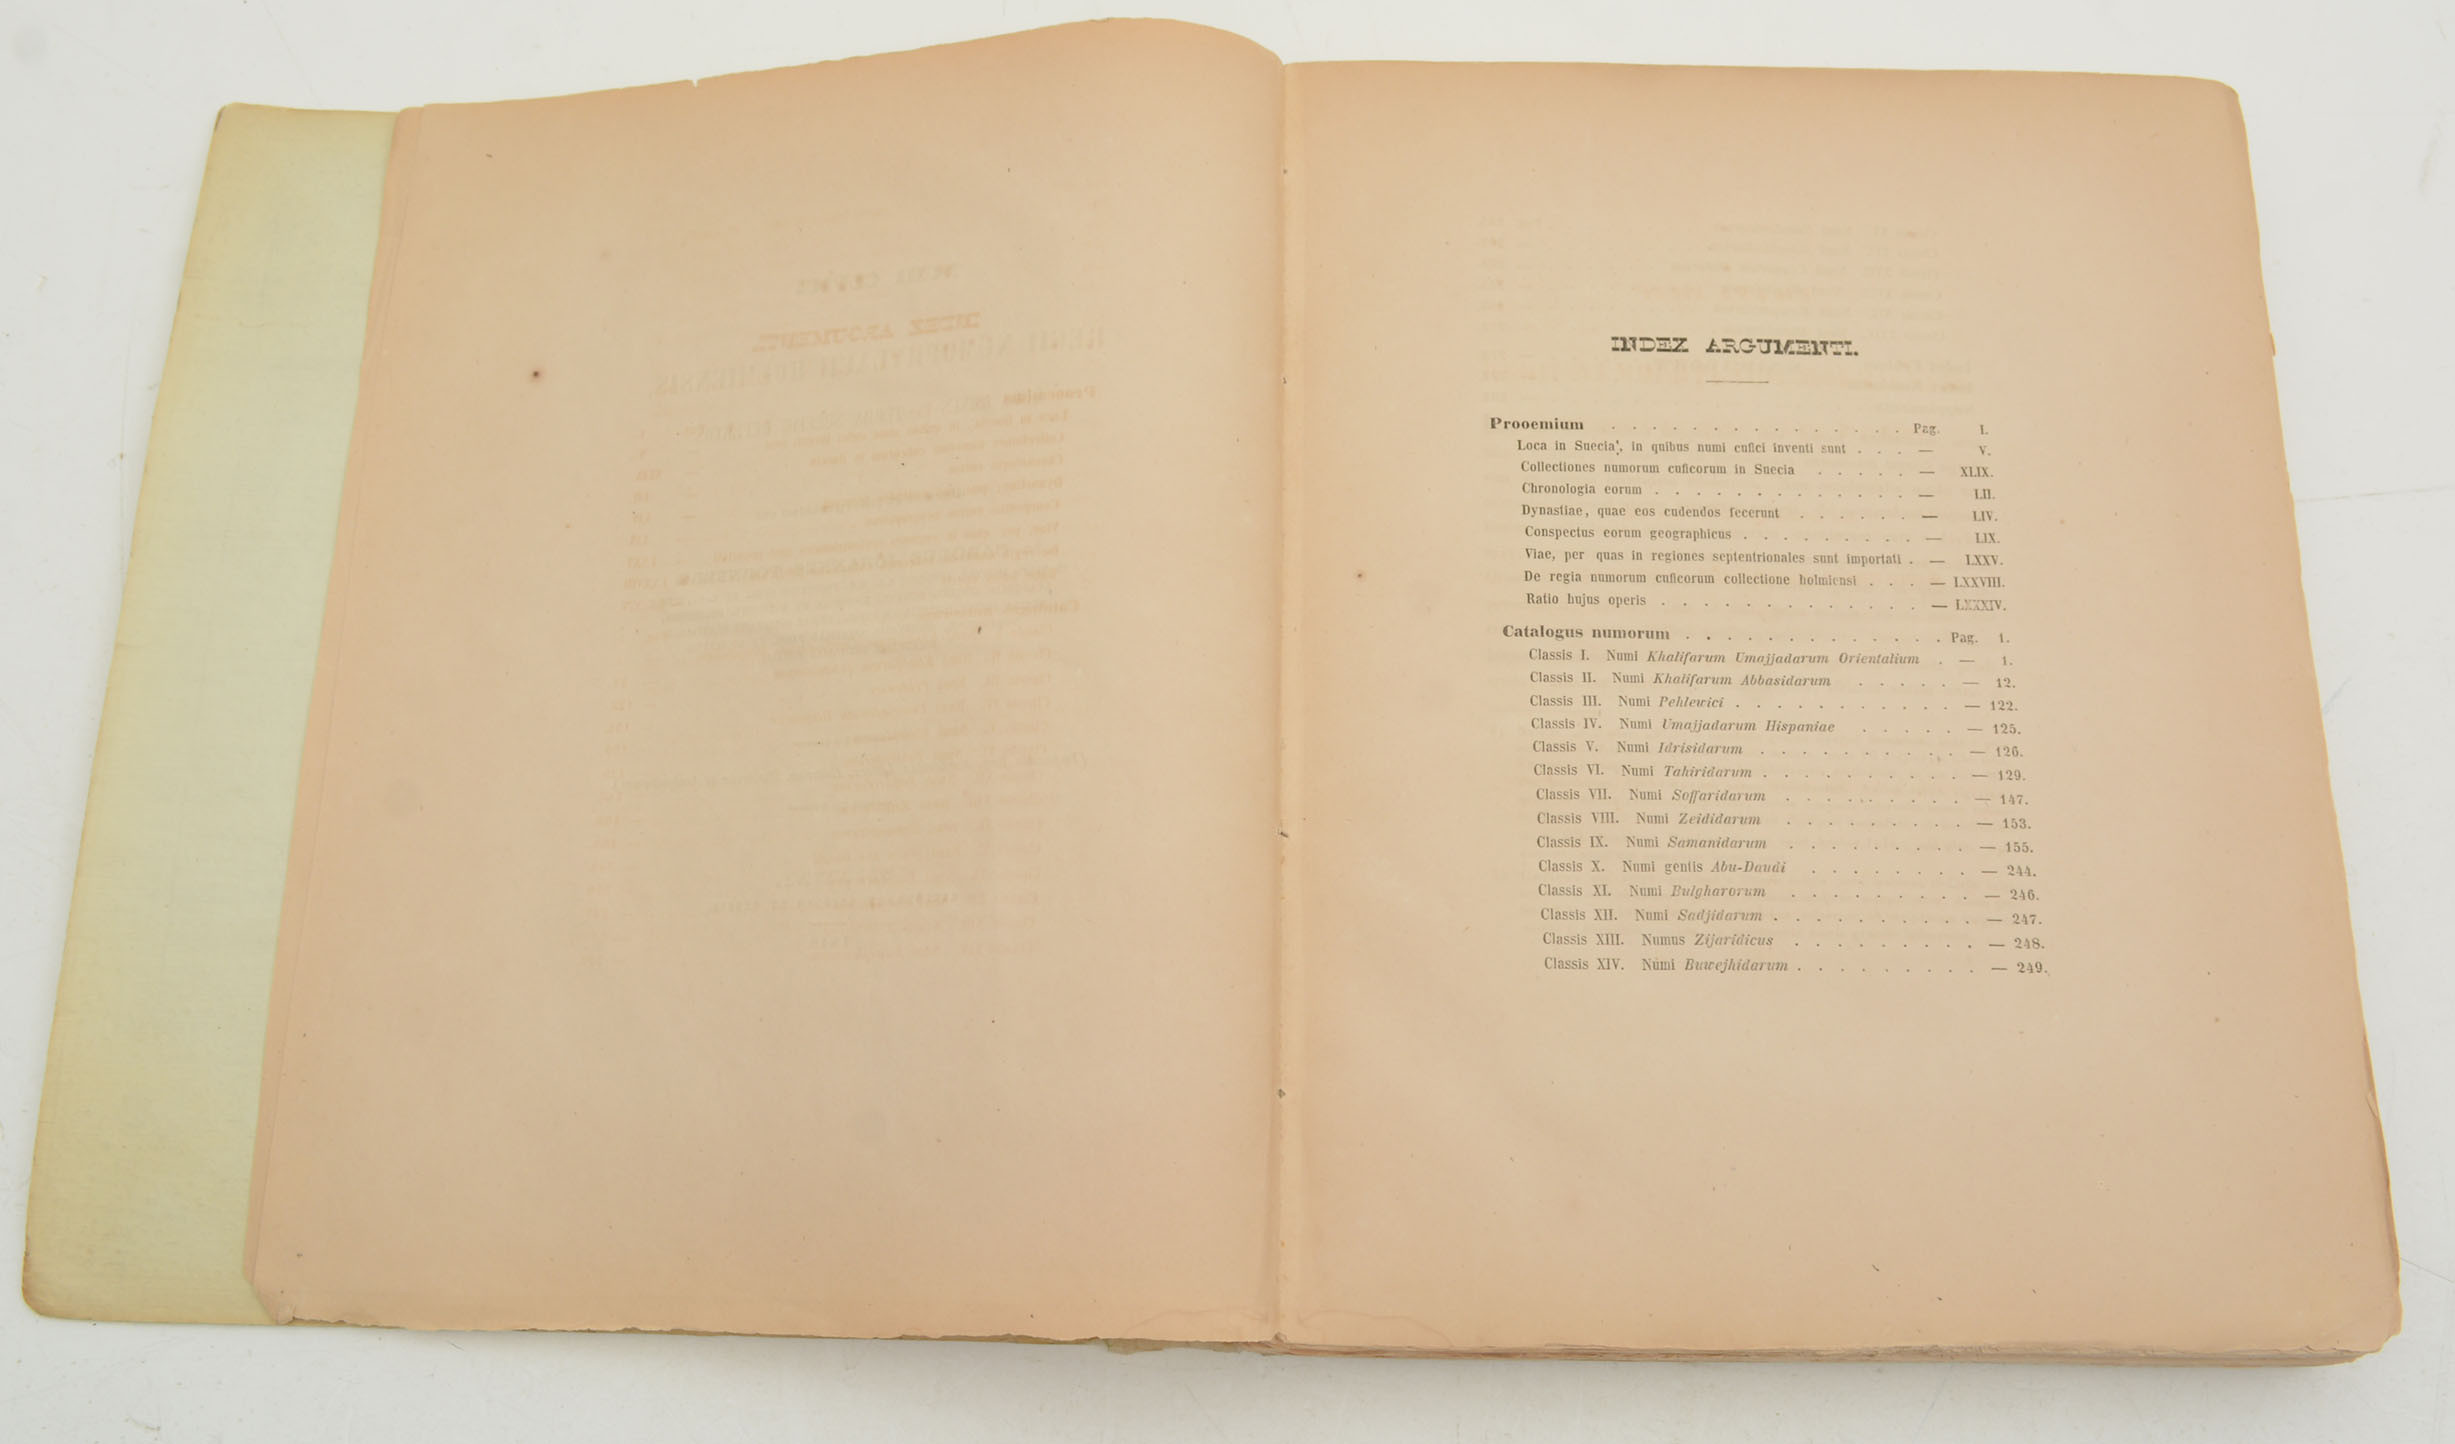 INDEX ARGUMENTI.
Prooemium . . . . . . . . . . . . . . Pag. I.
Loca in Suecia, in quibus numi cufici inventi sunt . . . — V.
Collectiones numorum cuficorum in Suecia . . . . . — XLIX.
Chronologia eorum . . . . . . . . . . . . . — LII.
Dynastiae, quae eos cudendos fecerunt . . . . . . — LIV.
Conspectus eorum geographicus . . . . . . . . . — LIX.
Viae, per quas in regiones septentrionales sunt importati . — LXXV.
De regia numorum cuficorum collectione holmiensi . . . — LXXVIII.
Ratio hujus operis . . . . . . . . . . . . . — LXXXIV.
Catalogus numorum . . . . . . . . . . . . . Pag. 1.
Classis I. Numi Khalifarum Umajjadarum Orientalium . — 1.
Classis II. Numi Khalifarum Abbasidarum . . . . . — 12.
Classis III. Numi Pehlewici . . . . . . . . . . . — 122.
Classis IV. Numi Umajjadarum Hispaniae . . . . . — 125.
Classis V. Numi Idrisidarum . . . . . . . . . . — 126.
Classis VI. Numi Tahiridarum . . . . . . . . . . — 129.
Classis VII. Numi Soffaridarum . . . . . . . . . — 147.
Classis VIII. Numi Zeididarum . . . . . . . . . — 153.
Classis IX. Numi Samanidarum . . . . . . . . . — 155.
Classis X. Numi gentis Abu-Daudi . . . . . . . . — 244.
Classis XI. Numi Bulgharorum . . . . . . . . . — 246.
Classis XII. Numi Sadjidarum . . . . . . . . . . — 247.
Classis XIII. Numus Zijaridicus . . . . . . . . . — 248.
Classis XIV. Numi Buwejhidarum . . . . . . . . . — 249.